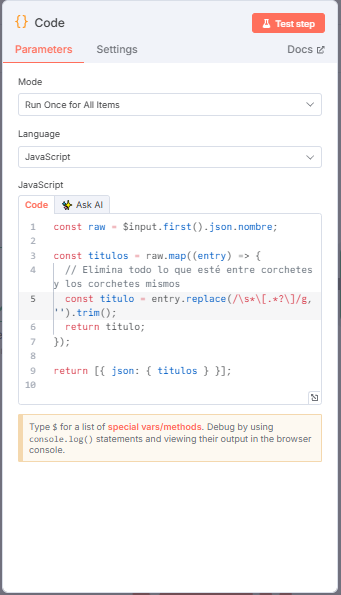 {} Code
Test step
Parameters Settings Docs
Mode
Run Once for All Items
Language
JavaScript
JavaScript
Code Ask AI
1 const raw = $input.first().json.nombre;
2
3 const titulos = raw.map((entry) => {
4 // Elimina todo lo que esté entre corchetes
y los corchetes mismos
5 const titulo = entry.replace(/\s*\[.*?\]/g,
'').trim();
6 return titulo;
7 });
8
9 return [{ json: { titulos } }];
10
Type $ for a list of special vars/methods. Debug by using
console.log() statements and viewing their output in the browser
console.